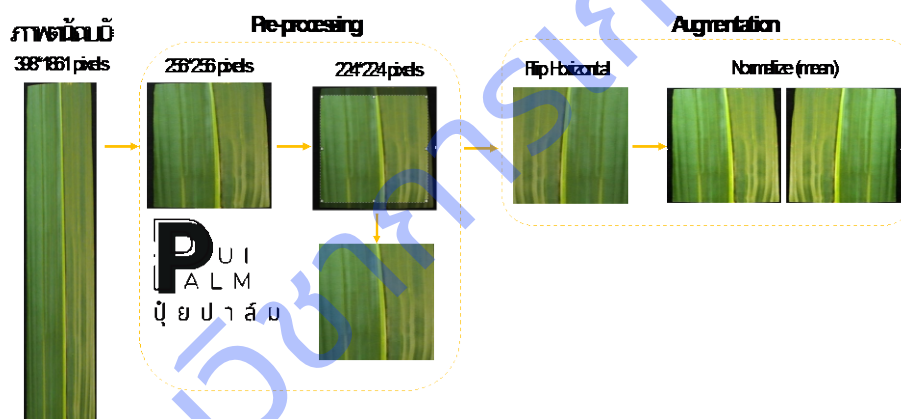 ภาพต้นฉบับ
398*1861 pixels
Pre-processing
256*256 pixels
224*224 pixels
PUI
PALM
ปุ๋ยปาล์ม
Augmentation
Flip Horizontal
Normalize (mean)